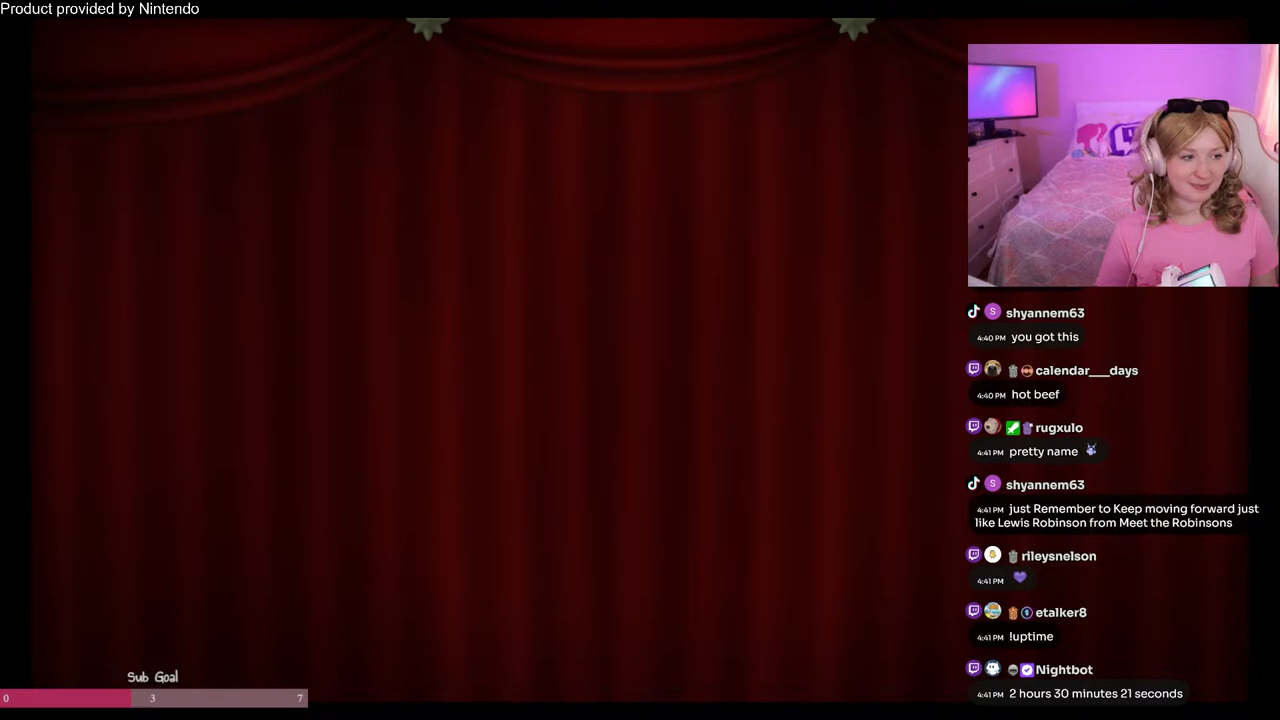 Product provided by Nintendo
shyannem63
4:40 PM you got this
calendar___days
4:40 PM hot beef
rugxulo
4:41 PM pretty name
S shyannem63
4:41 PM just Remember to Keep moving forward just
like Lewis Robinson from Meet the Robinsons
rileysnelson
4:41 PM
etalker8
4:41 PM !uptime
Nightbot
4:41 PM 2 hours 30 minutes 21 seconds
Sub Goal
0 3 7